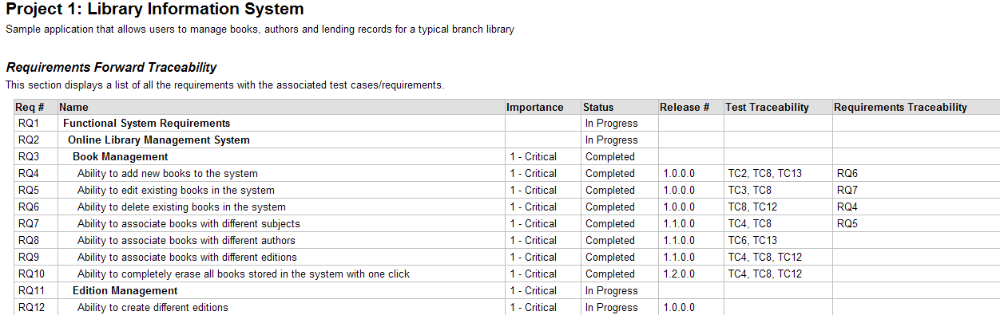 Project 1: Library Information System
Sample application that allows users to manage books, authors and lending records for a typical branch library
Requirements Forward Traceability
This section displays a list of all the requirements with the associated test cases/requirements.
Req # Name Importance Status Release # Test Traceability Requirements Traceability
RQ1 Functional System Requirements In Progress
RQ2 Online Library Management System In Progress
RQ3 Book Management 1 - Critical Completed
RQ4 Ability to add new books to the system 1 - Critical Completed 1.0.0.0 TC2, TC8, TC13 RQ6
RQ5 Ability to edit existing books in the system 1 - Critical Completed 1.0.0.0 TC3, TC8 RQ7
RQ6 Ability to delete existing books in the system 1 - Critical Completed 1.0.0.0 TC8, TC12 RQ4
RQ7 Ability to associate books with different subjects 1 - Critical Completed 1.1.0.0 TC4, TC8 RQ5
RQ8 Ability to associate books with different authors 1 - Critical Completed 1.1.0.0 TC6, TC13
RQ9 Ability to associate books with different editions 1 - Critical Completed 1.1.0.0 TC4, TC8, TC12
RQ10 Ability to completely erase all books stored in the system with one click 1 - Critical Completed 1.2.0.0 TC4, TC8, TC12
RQ11 Edition Management 1 - Critical In Progress
RQ12 Ability to create different editions 1 - Critical In Progress 1.0.0.0